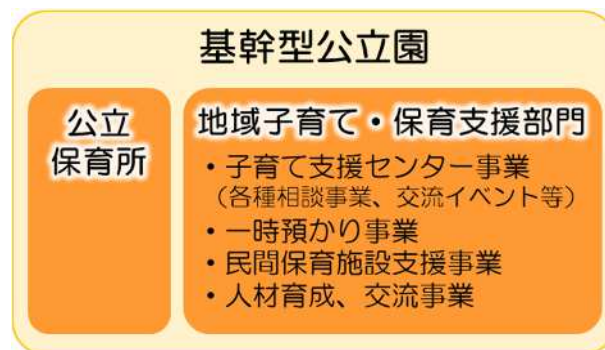 基幹型公立園
公立
保育所
地域子育て・保育支援部門
・子育て支援センター事業
（各種相談事業、交流イベント等）
・一時預かり事業
・民間保育施設支援事業
・人材育成、交流事業